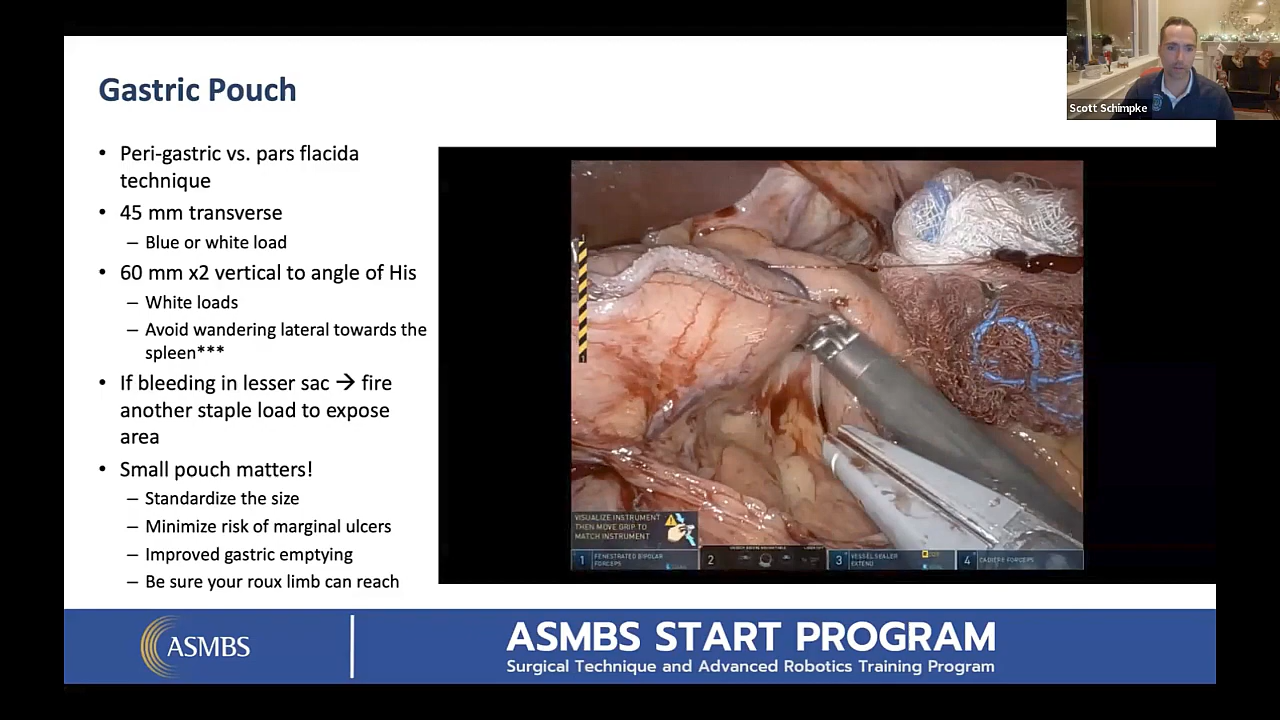 Scott Schimpke
Gastric Pouch
• Peri-gastric vs. pars flacida
technique
• 45 mm transverse
– Blue or white load
• 60 mm x2 vertical to angle of His
– White loads
– Avoid wandering lateral towards the
spleen***
• If bleeding in lesser sac → fire
another staple load to expose
area
• Small pouch matters!
– Standardize the size
– Minimize risk of marginal ulcers
– Improved gastric emptying
– Be sure your roux limb can reach
VISUALIZE INSTRUMENT
THEN MOVE GRIP TO
MATCH INSTRUMENT
1 FENESTRATED BIPOLAR
FORCEPS
2
3 VESSEL SEALER
EXTEND
4 CADIERE FORCEPS
ASMBS
ASMBS START PROGRAM
Surgical Technique and Advanced Robotics Training Program